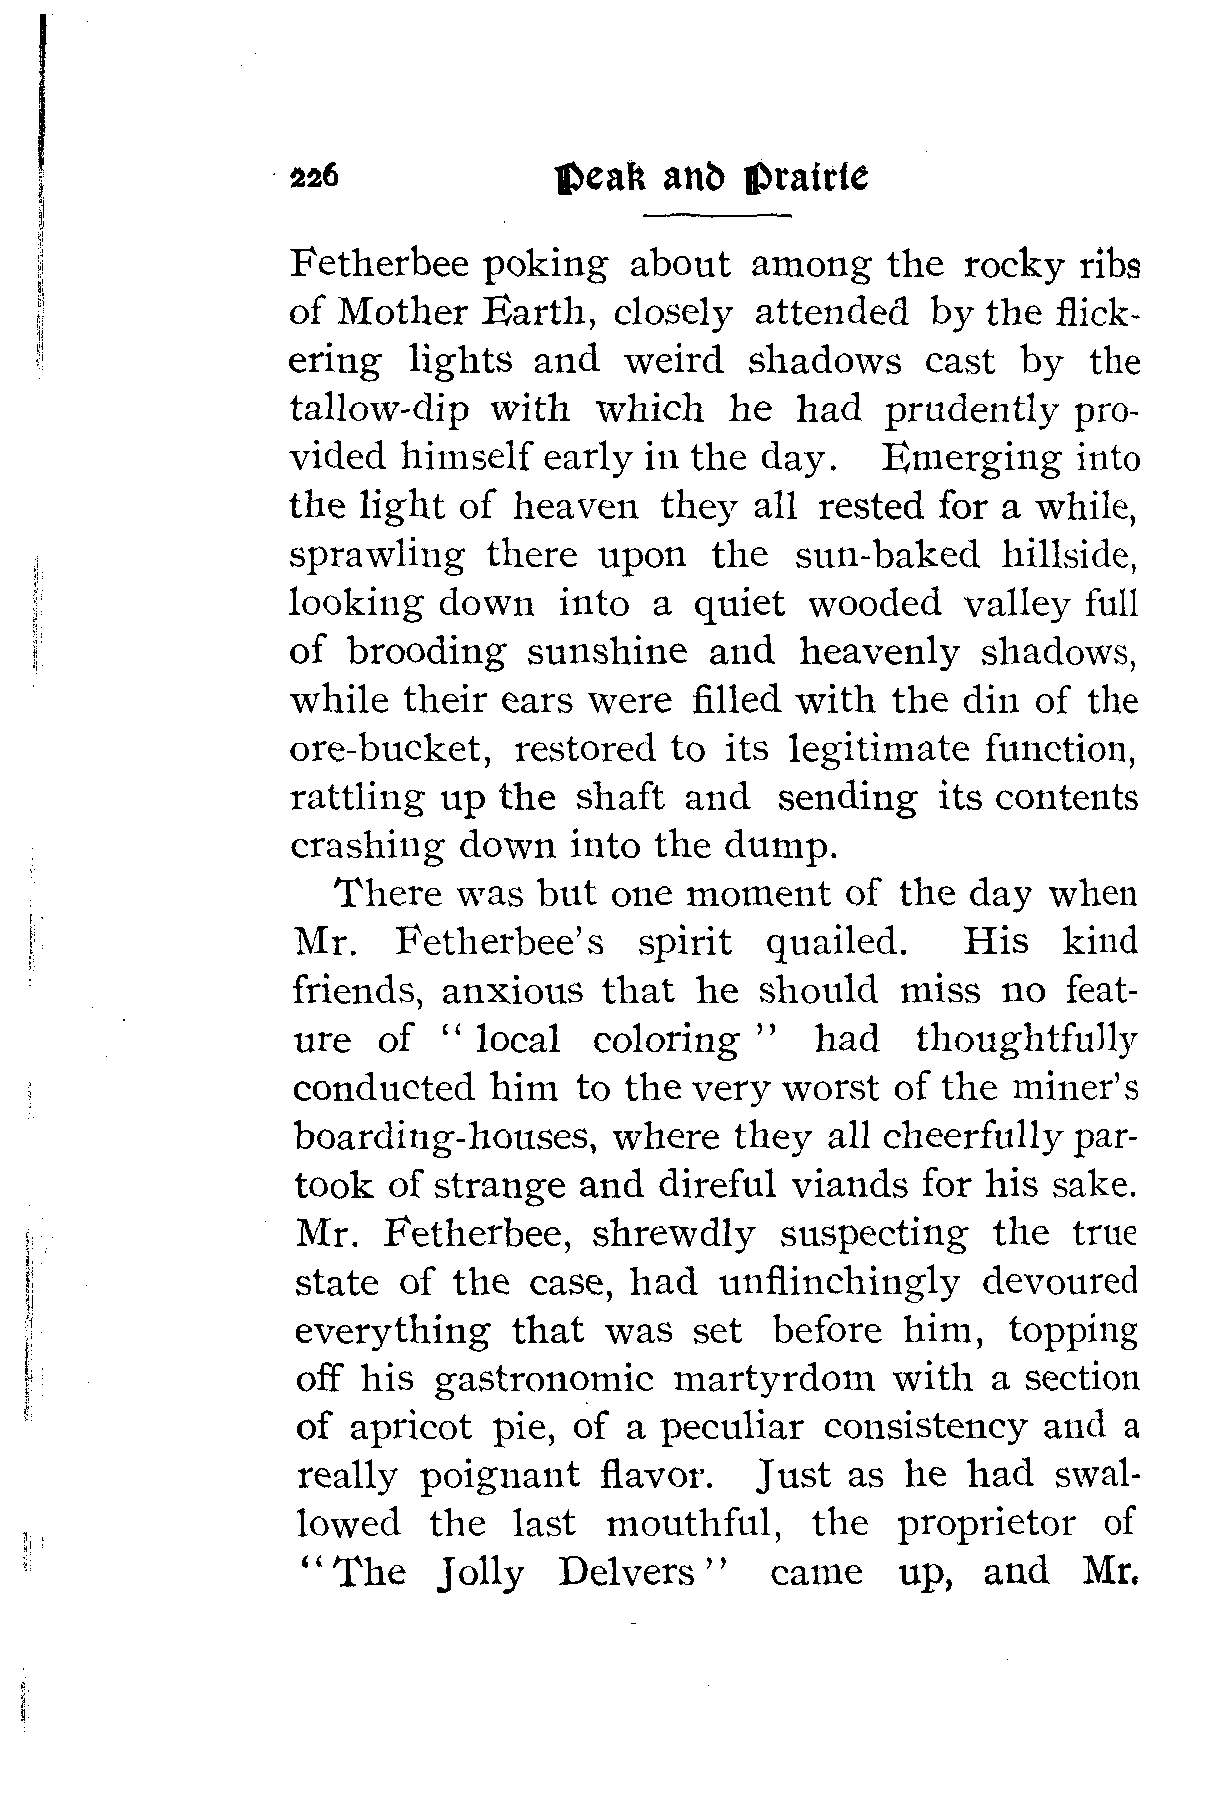 226 Peak and Prairie
Fetherbee poking about among the rocky ribs
of Mother Earth, closely attended by the flick-
ering lights and weird shadows cast by the
tallow-dip with which he had prudently pro-
vided himself early in the day. Emerging into
the light of heaven they all rested for a while,
sprawling there upon the sun-baked hillside,
looking down into a quiet wooded valley full
of brooding sunshine and heavenly shadows,
while their ears were filled with the din of the
ore-bucket, restored to its legitimate function,
rattling up the shaft and sending its contents
crashing down into the dump.
There was but one moment of the day when
Mr. Fetherbee's spirit quailed. His kind
friends, anxious that he should miss no feat-
ure of "local coloring" had thoughtfully
conducted him to the very worst of the miner's
boarding-houses, where they all cheerfully par-
took of strange and direful viands for his sake.
Mr. Fetherbee, shrewdly suspecting the true
state of the case, had unflinchingly devoured
everything that was set before him, topping
off his gastronomic martyrdom with a section
of apricot pie, of a peculiar consistency and a
really poignant flavor. Just as he had swal-
lowed the last mouthful, the proprietor of
"The Jolly Delvers" came up, and Mr.